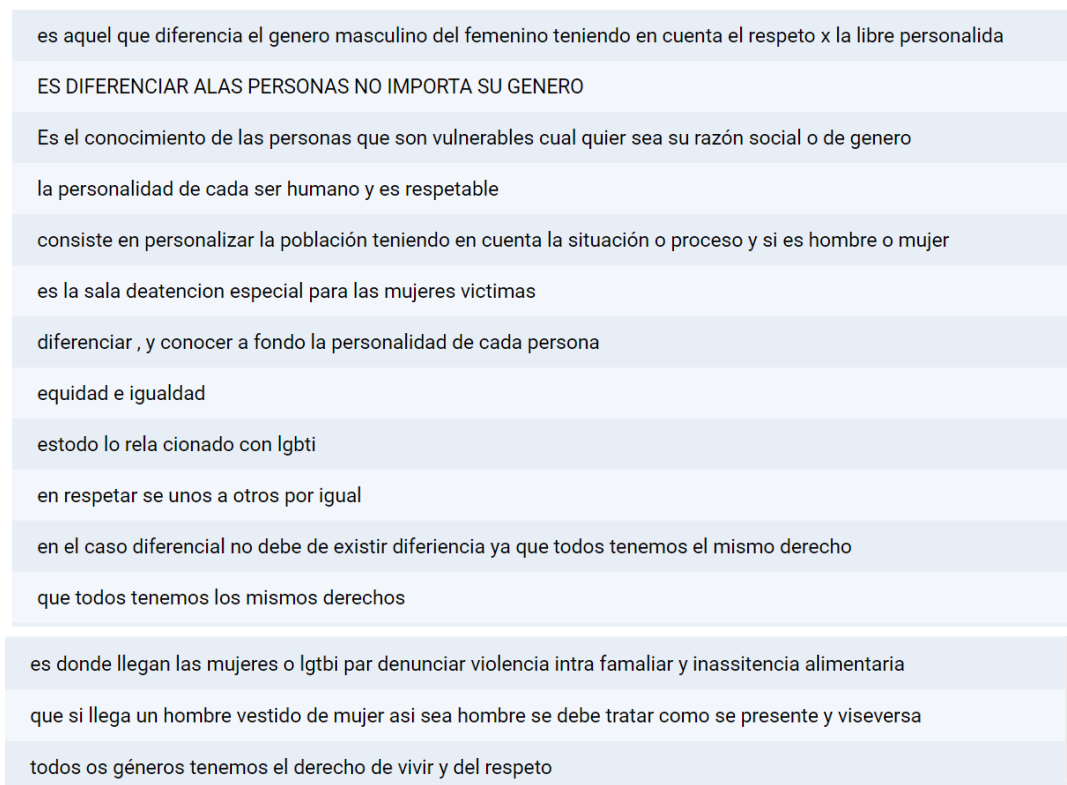 es aquel que diferencia el genero masculino del femenino teniendo en cuenta el respeto x la libre personalida
ES DIFERENCIAR ALAS PERSONAS NO IMPORTA SU GENERO
Es el conocimiento de las personas que son vulnerables cual quier sea su razón social o de genero
la personalidad de cada ser humano y es respetable
consiste en personalizar la población teniendo en cuenta la situación o proceso y si es hombre o mujer
es la sala deatencion especial para las mujeres victimas
diferenciar , y conocer a fondo la personalidad de cada persona
equidad e igualdad
estodo lo rela cionado con lgbti
en respetar se unos a otros por igual
en el caso diferencial no debe de existir diferiencia ya que todos tenemos el mismo derecho
que todos tenemos los mismos derechos
es donde llegan las mujeres o lgtbi par denunciar violencia intra famaliar y inassitencia alimentaria
que si llega un hombre vestido de mujer asi sea hombre se debe tratar como se presente y viseversa
todos os géneros tenemos el derecho de vivir y del respeto